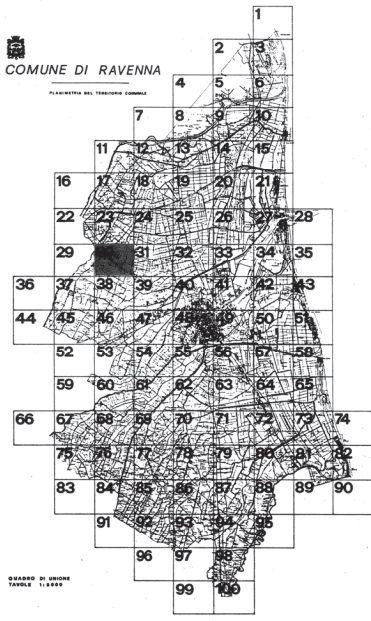 COMUNE DI RAVENNA
PLANIMETRIA DEL TERRITORIO COMUNALE
1
2 3
4 5 6
7 8 9 10
11 12 13 14 15
16 17 18 19 20 21
22 23 24 25 26 27 28
29 31 32 33 34 35
36 37 38 39 40 41 42 43
44 45 46 47 48 49 50 51
52 53 54 55 56 57 58
59 60 61 62 63 64 65
66 67 68 69 70 71 72 73 74
75 76 77 78 79 80 81 82
83 84 85 86 87 88 89 90
91 92 93 94 95
96 97 98
99 100
QUADRO DI UNIONE
TAVOLE 1:5000